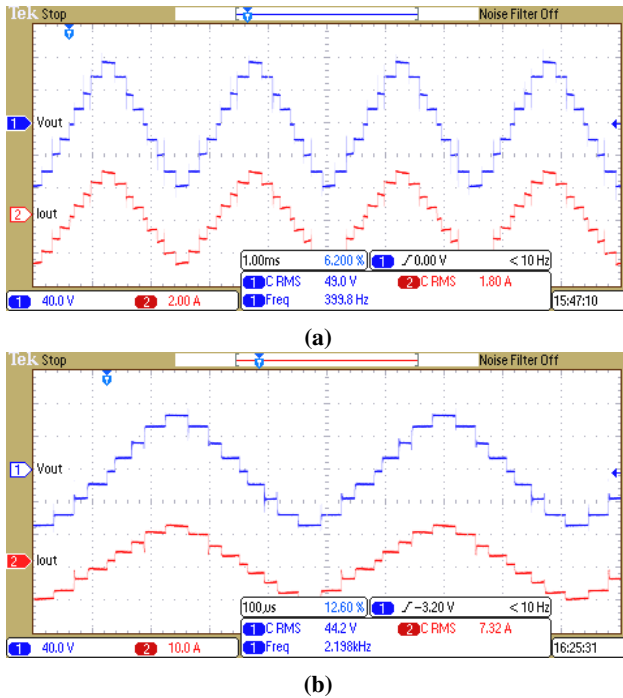 Tek Stop
Noise Filter Off
1 Vout
2 Iout
1.00ms 6.200 % 1 ∫ 0.00 V < 10 Hz
1 C RMS 49.0 V 2 C RMS 1.80 A
1 Freq 399.8 Hz
1 40.0 V 2 2.00 A
15:47:10
(a)
Tek Stop
Noise Filter Off
1 Vout
2 Iout
100µs 12.60 % 1 ∫ −3.20 V < 10 Hz
1 C RMS 44.2 V 2 C RMS 7.32 A
1 Freq 2.198kHz
1 40.0 V 2 10.0 A
16:25:31
(b)